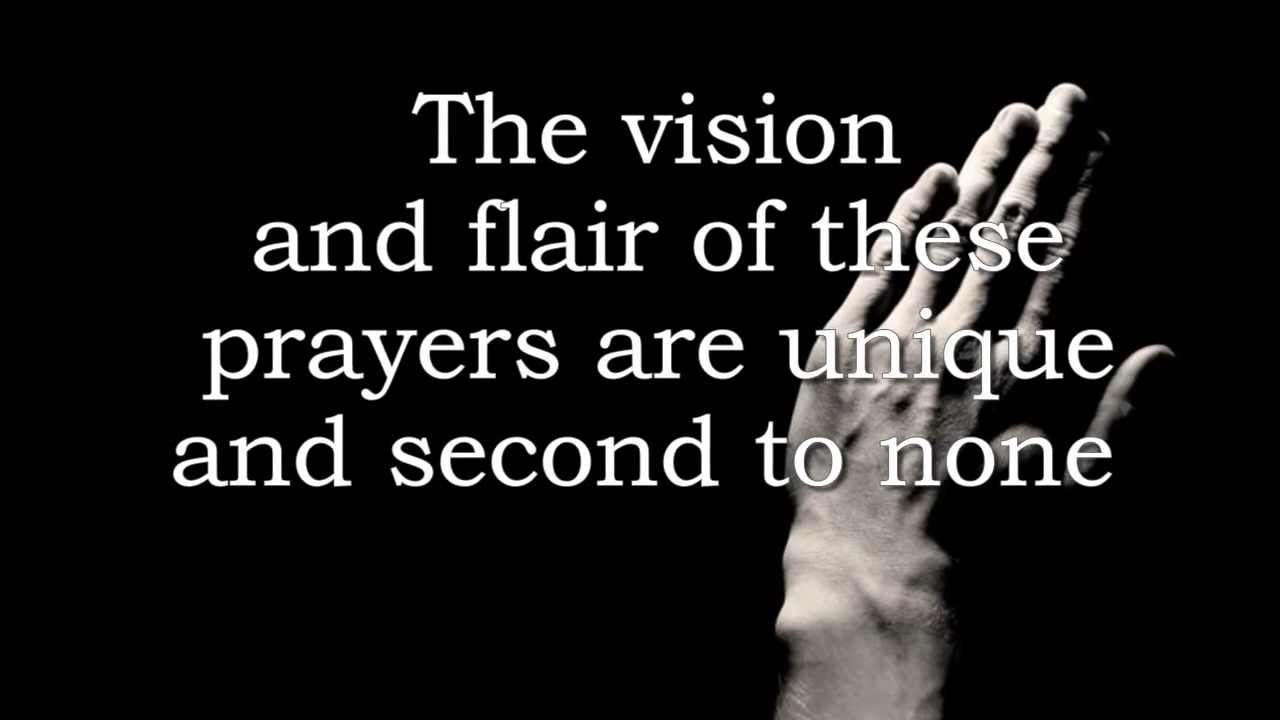 The vision
and flair of these
prayers are unique
and second to none